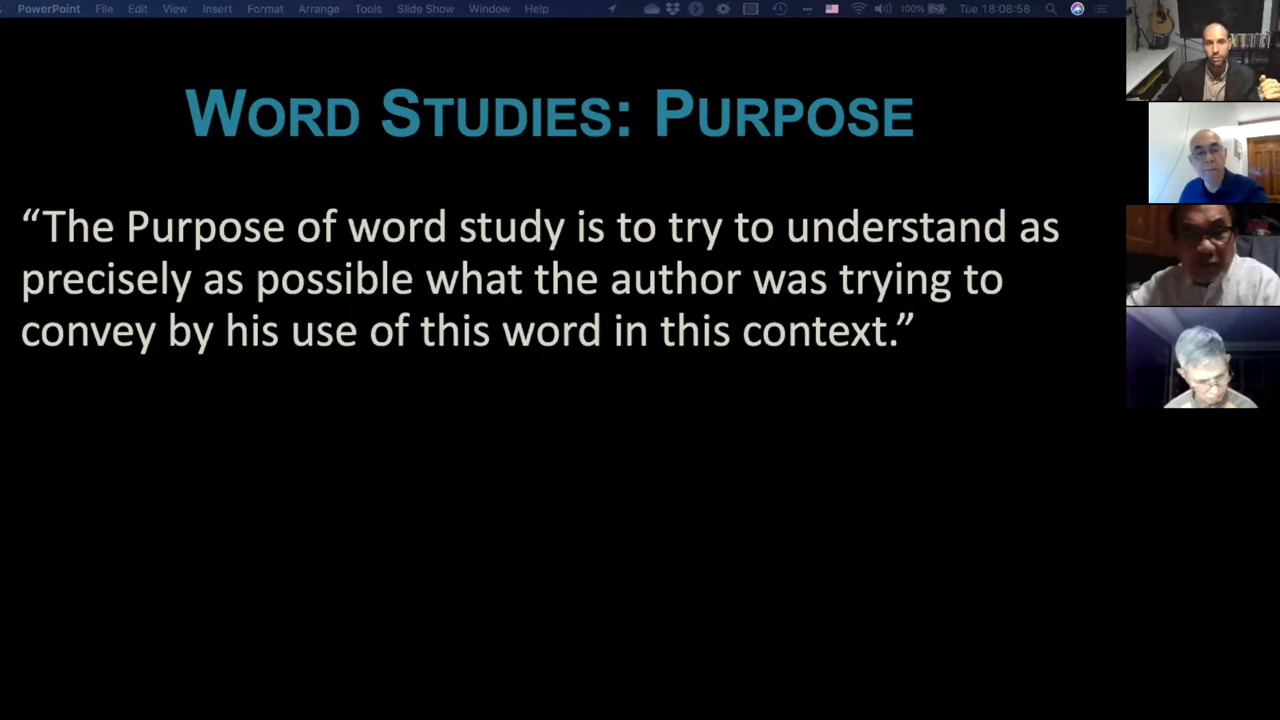 PowerPoint File Edit View Insert Format Arrange Tools Slide Show Window Help 100% Tue 18:08:56
WORD STUDIES: PURPOSE
“The Purpose of word study is to try to understand as
precisely as possible what the author was trying to
convey by his use of this word in this context.”